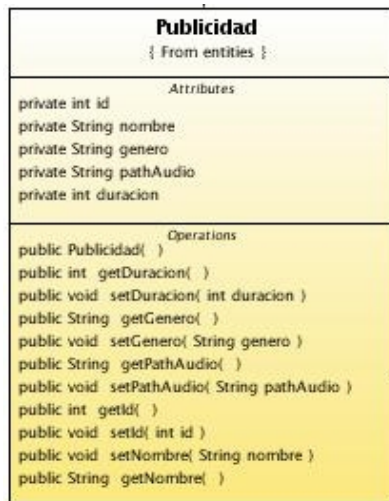 Publicidad
{ From entities }
Attributes
private int id
private String nombre
private String genero
private String pathAudio
private int duracion
Operations
public Publicidad( )
public int getDuracion( )
public void setDuracion( int duracion )
public String getGenero( )
public void setGenero( String genero )
public String getPathAudio( )
public void setPathAudio( String pathAudio )
public int getId( )
public void setId( int id )
public void setNombre( String nombre )
public String getNombre( )